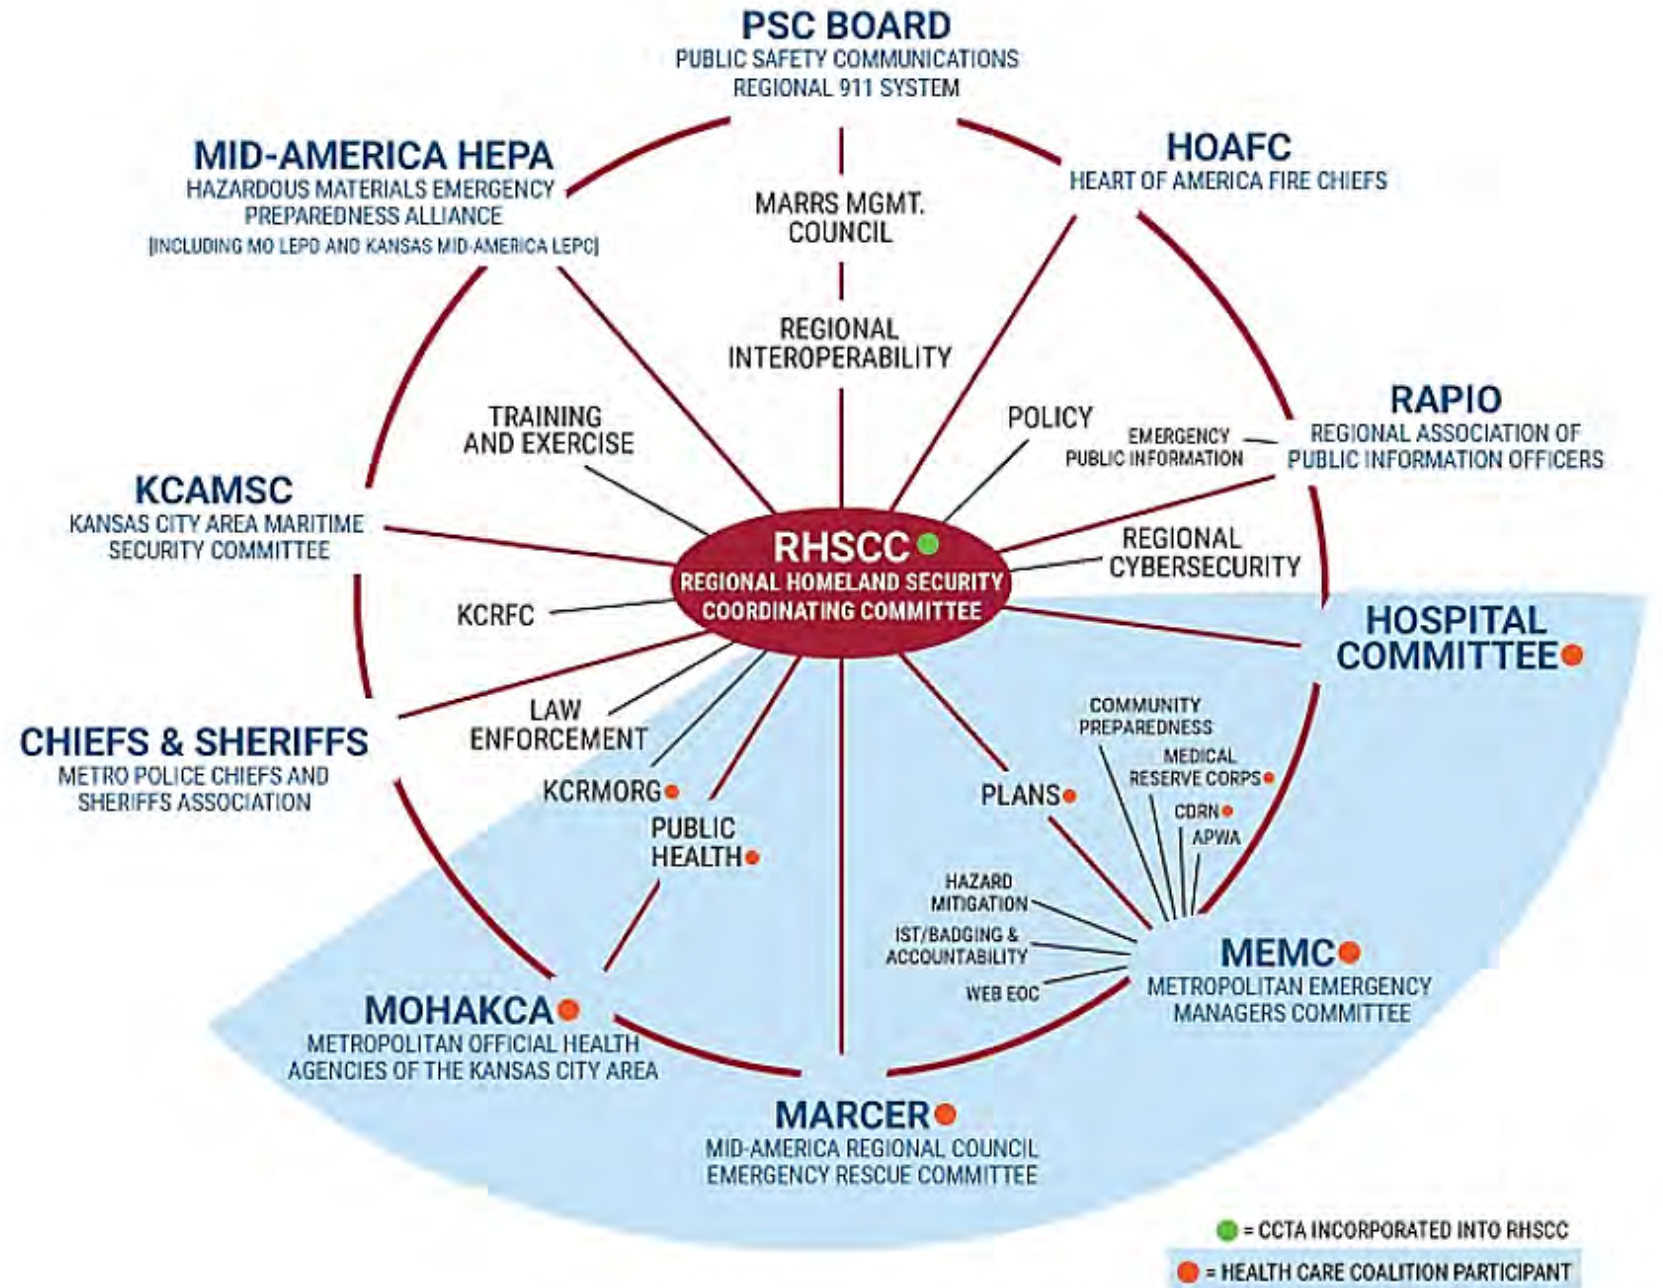 PSC BOARD
PUBLIC SAFETY COMMUNICATIONS
REGIONAL 911 SYSTEM
MID-AMERICA HEPA
HAZARDOUS MATERIALS EMERGENCY
PREPAREDNESS ALLIANCE
[INCLUDING MO LEPD AND KANSAS MID-AMERICA LEPC]
HOAFC
HEART OF AMERICA FIRE CHIEFS
MARRS MGMT.
COUNCIL
REGIONAL
INTEROPERABILITY
TRAINING
AND EXERCISE
POLICY
EMERGENCY
PUBLIC INFORMATION
RAPIO
REGIONAL ASSOCIATION OF
PUBLIC INFORMATION OFFICERS
KCAMSC
KANSAS CITY AREA MARITIME
SECURITY COMMITTEE
RHSCC
REGIONAL HOMELAND SECURITY
COORDINATING COMMITTEE
REGIONAL
CYBERSECURITY
KCRFC
HOSPITAL
COMMITTEE
CHIEFS & SHERIFFS
METRO POLICE CHIEFS AND
SHERIFFS ASSOCIATION
LAW
ENFORCEMENT
KCRMORG
PUBLIC
HEALTH
PLANS
COMMUNITY
PREPAREDNESS
MEDICAL
RESERVE CORPS
CORN
APWA
HAZARD
MITIGATION
IST/BADGING &
ACCOUNTABILITY
WEB EOC
MEMC
METROPOLITAN EMERGENCY
MANAGERS COMMITTEE
MOHAKCA
METROPOLITAN OFFICIAL HEALTH
AGENCIES OF THE KANSAS CITY AREA
MARCER
MID-AMERICA REGIONAL COUNCIL
EMERGENCY RESCUE COMMITTEE
= CCTA INCORPORATED INTO RHSCC
= HEALTH CARE COALITION PARTICIPANT